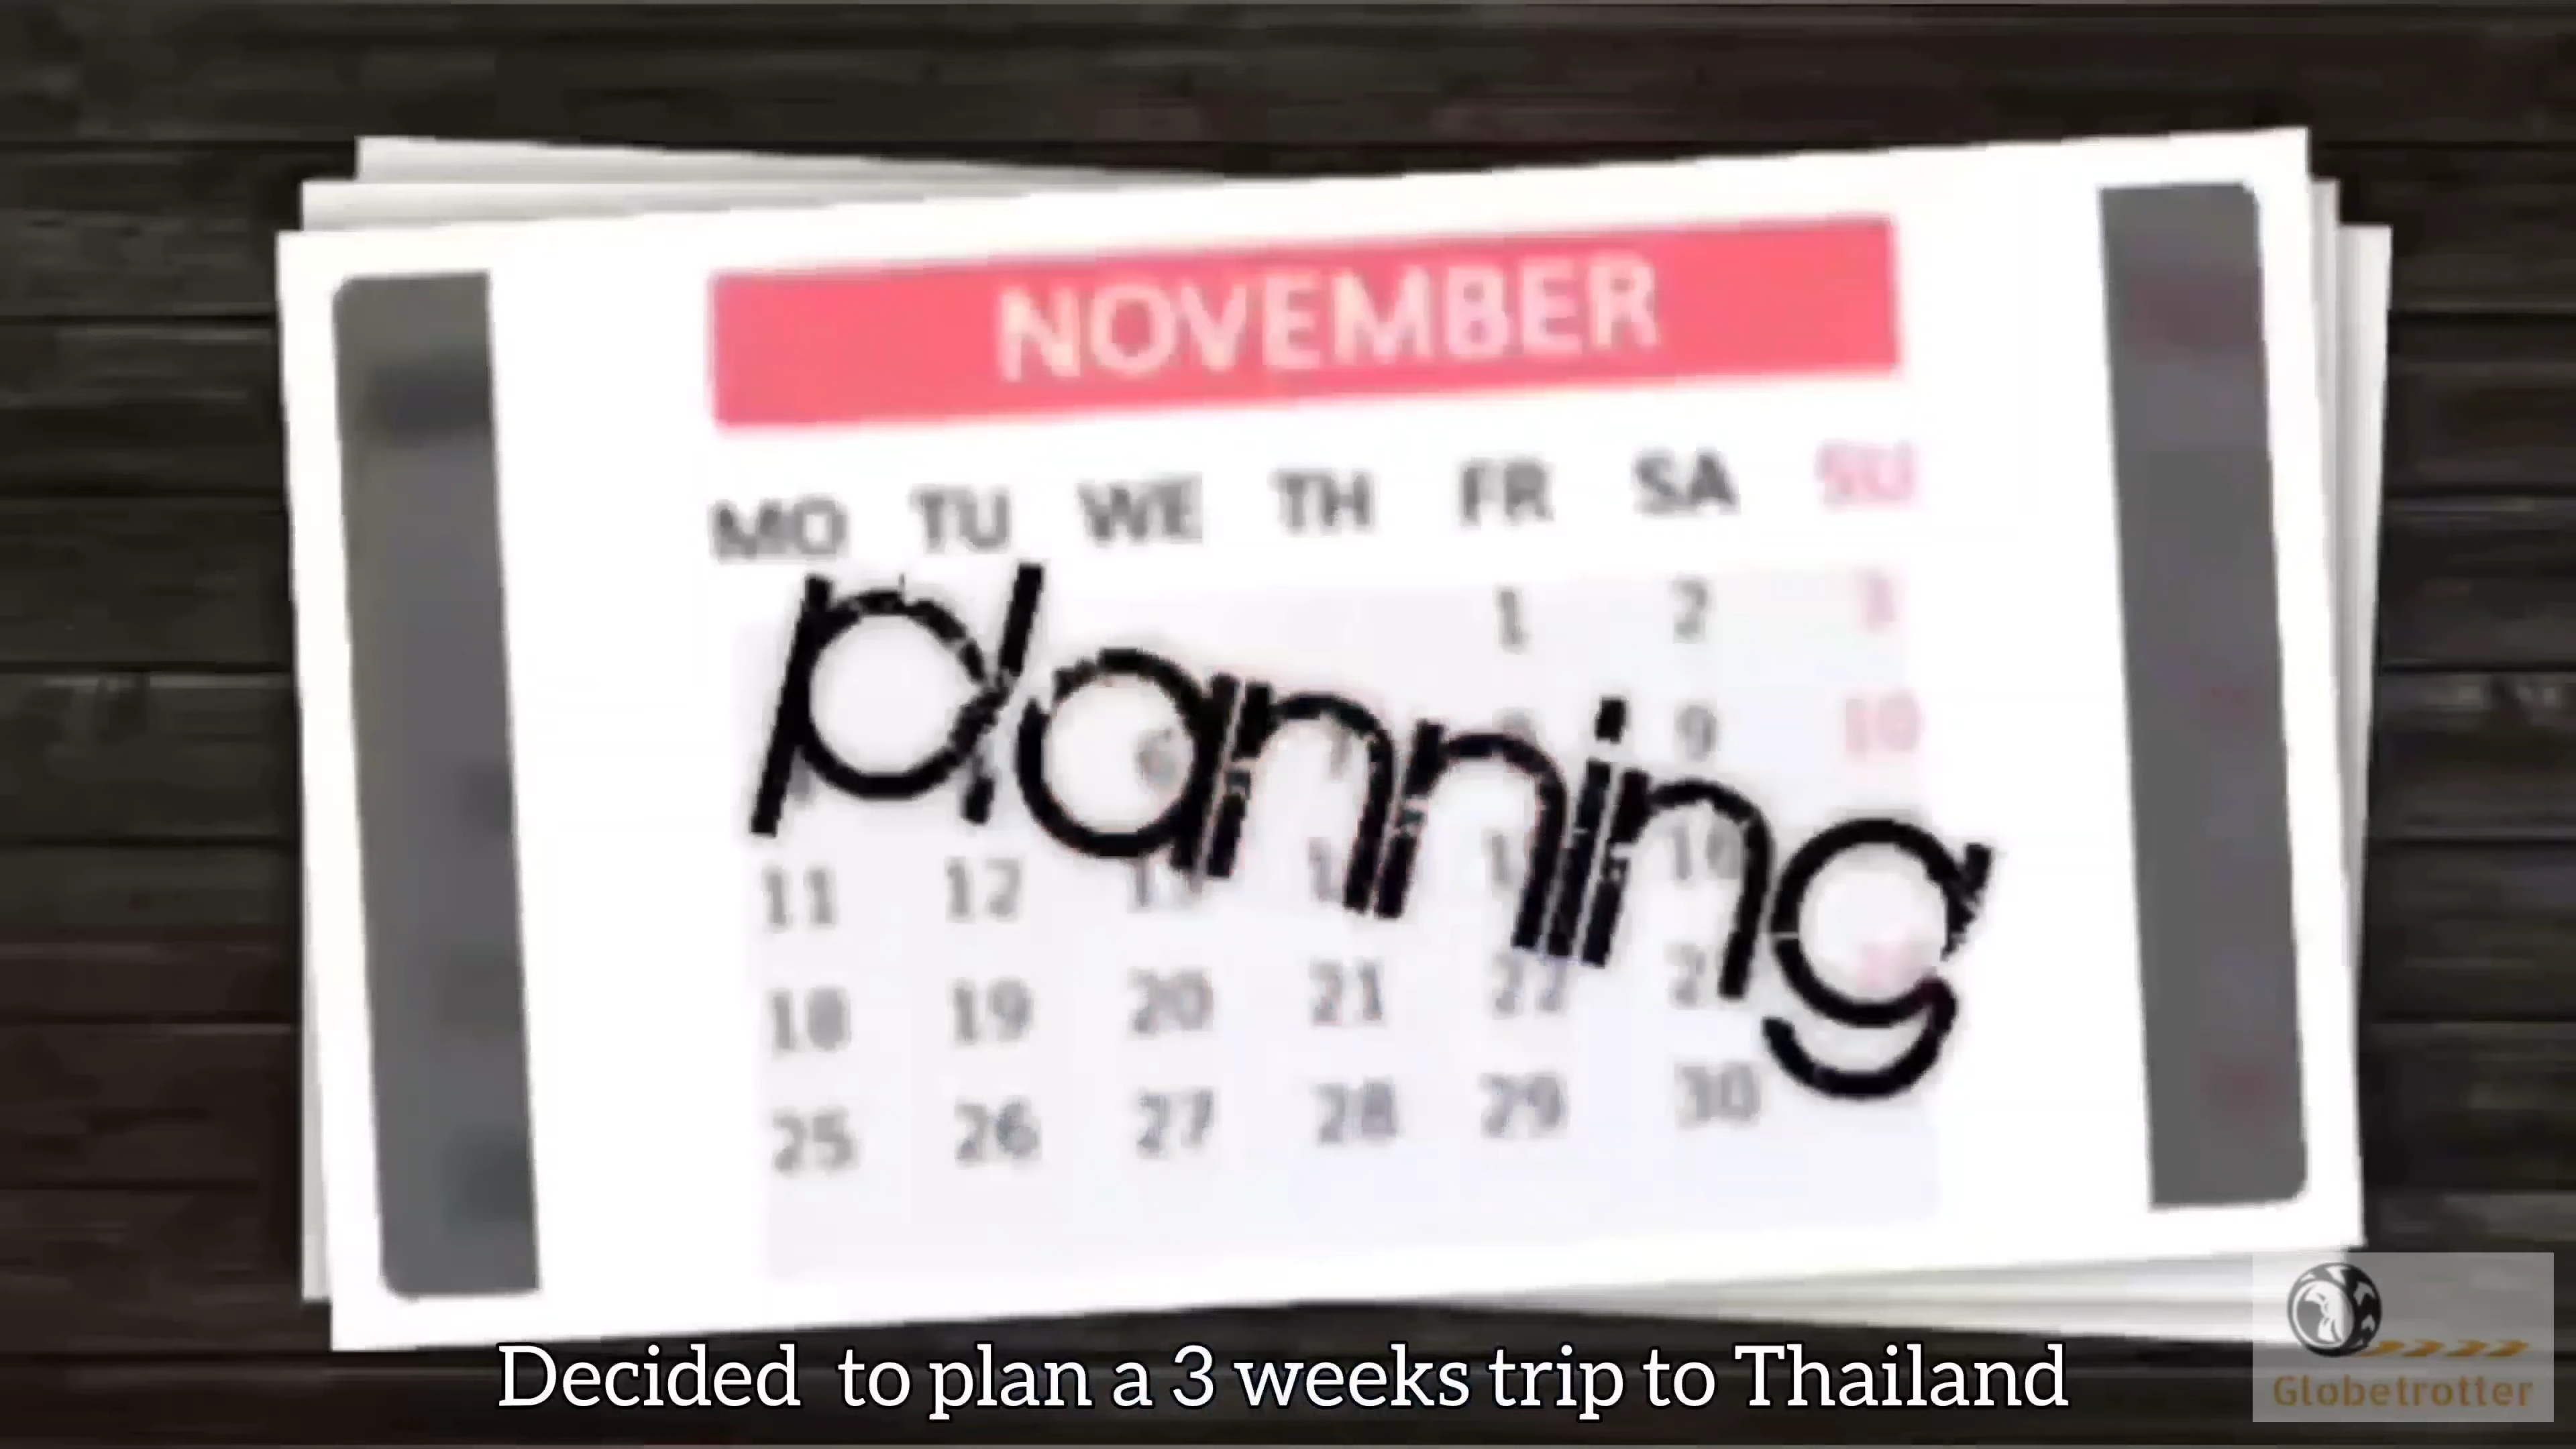 NOVEMBER
MO TU WE TH FR SA SU
1 2 3
planning
6 9 10
11 12
18 19 20 21 22
25 26 27 28 29 30
Decided to plan a 3 weeks trip to Thailand
Globetrotter